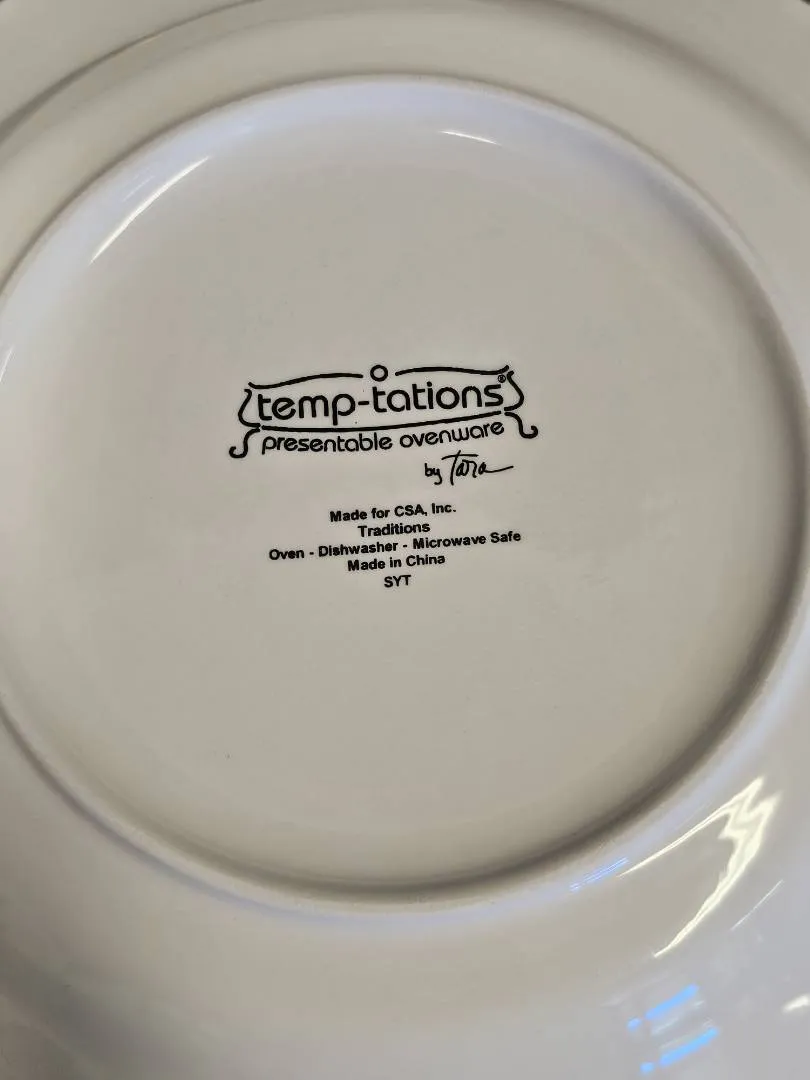 temp-tations®
presentable ovenware
by Tara
Made for CSA, Inc.
Traditions
Oven - Dishwasher - Microwave Safe
Made in China
SYT